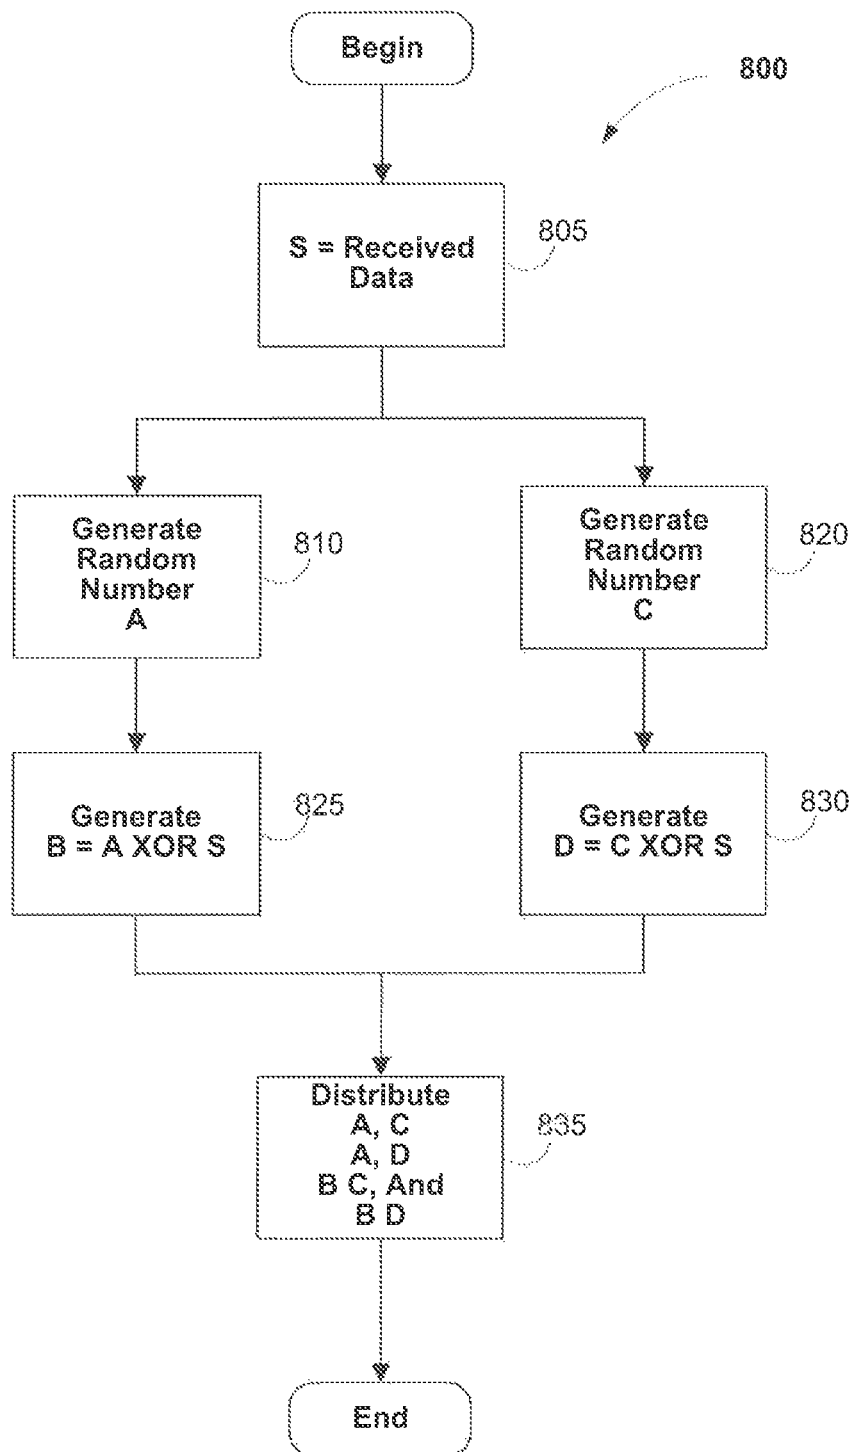 Begin
800
S = Received
Data
805
Generate
Random
Number
A
810
Generate
Random
Number
C
820
Generate
B = A XOR S
825
Generate
D = C XOR S
830
Distribute
A, C
A, D
B C, And
B D
835
End